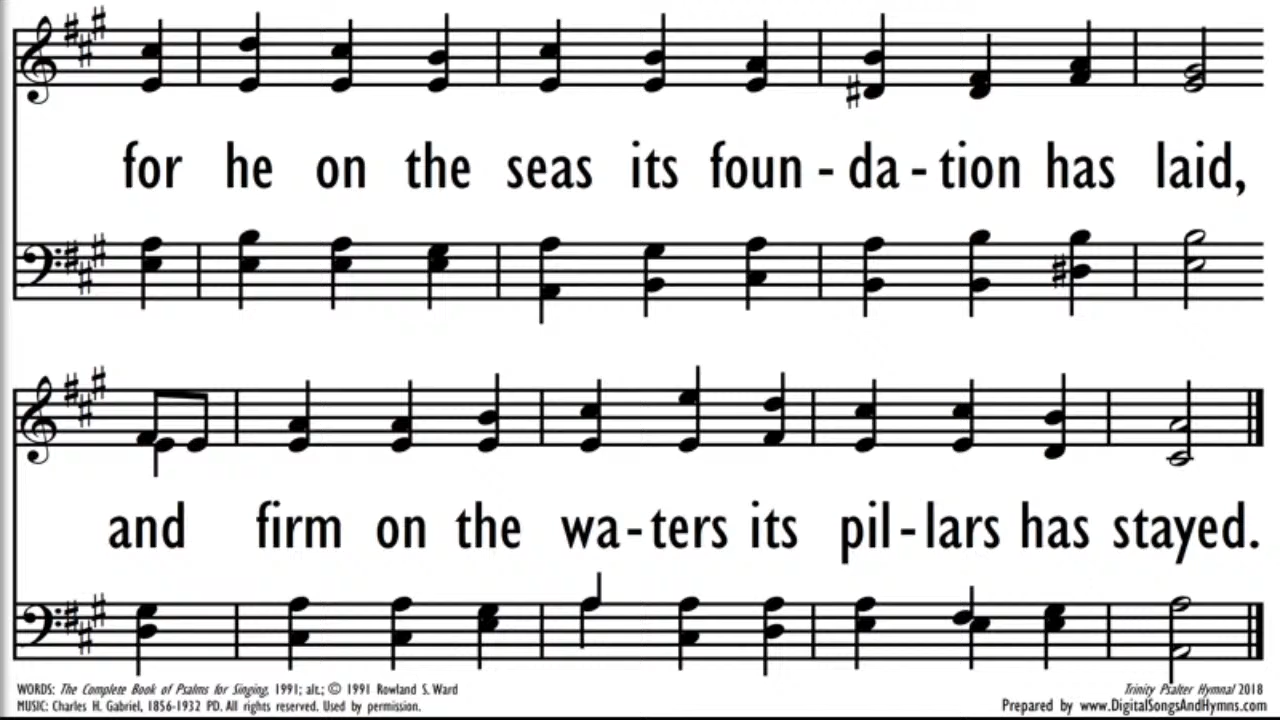 for he on the seas its foun - da - tion has laid,
and firm on the wa - ters its pil - lars has stayed.
WORDS: The Complete Book of Psalms for Singing, 1991; alt.; © 1991 Rowland S. Ward
MUSIC: Charles H. Gabriel, 1856-1932 PD. All rights reserved. Used by permission.
Trinity Psalter Hymnal 2018
Prepared by www.DigitalSongsAndHymns.com